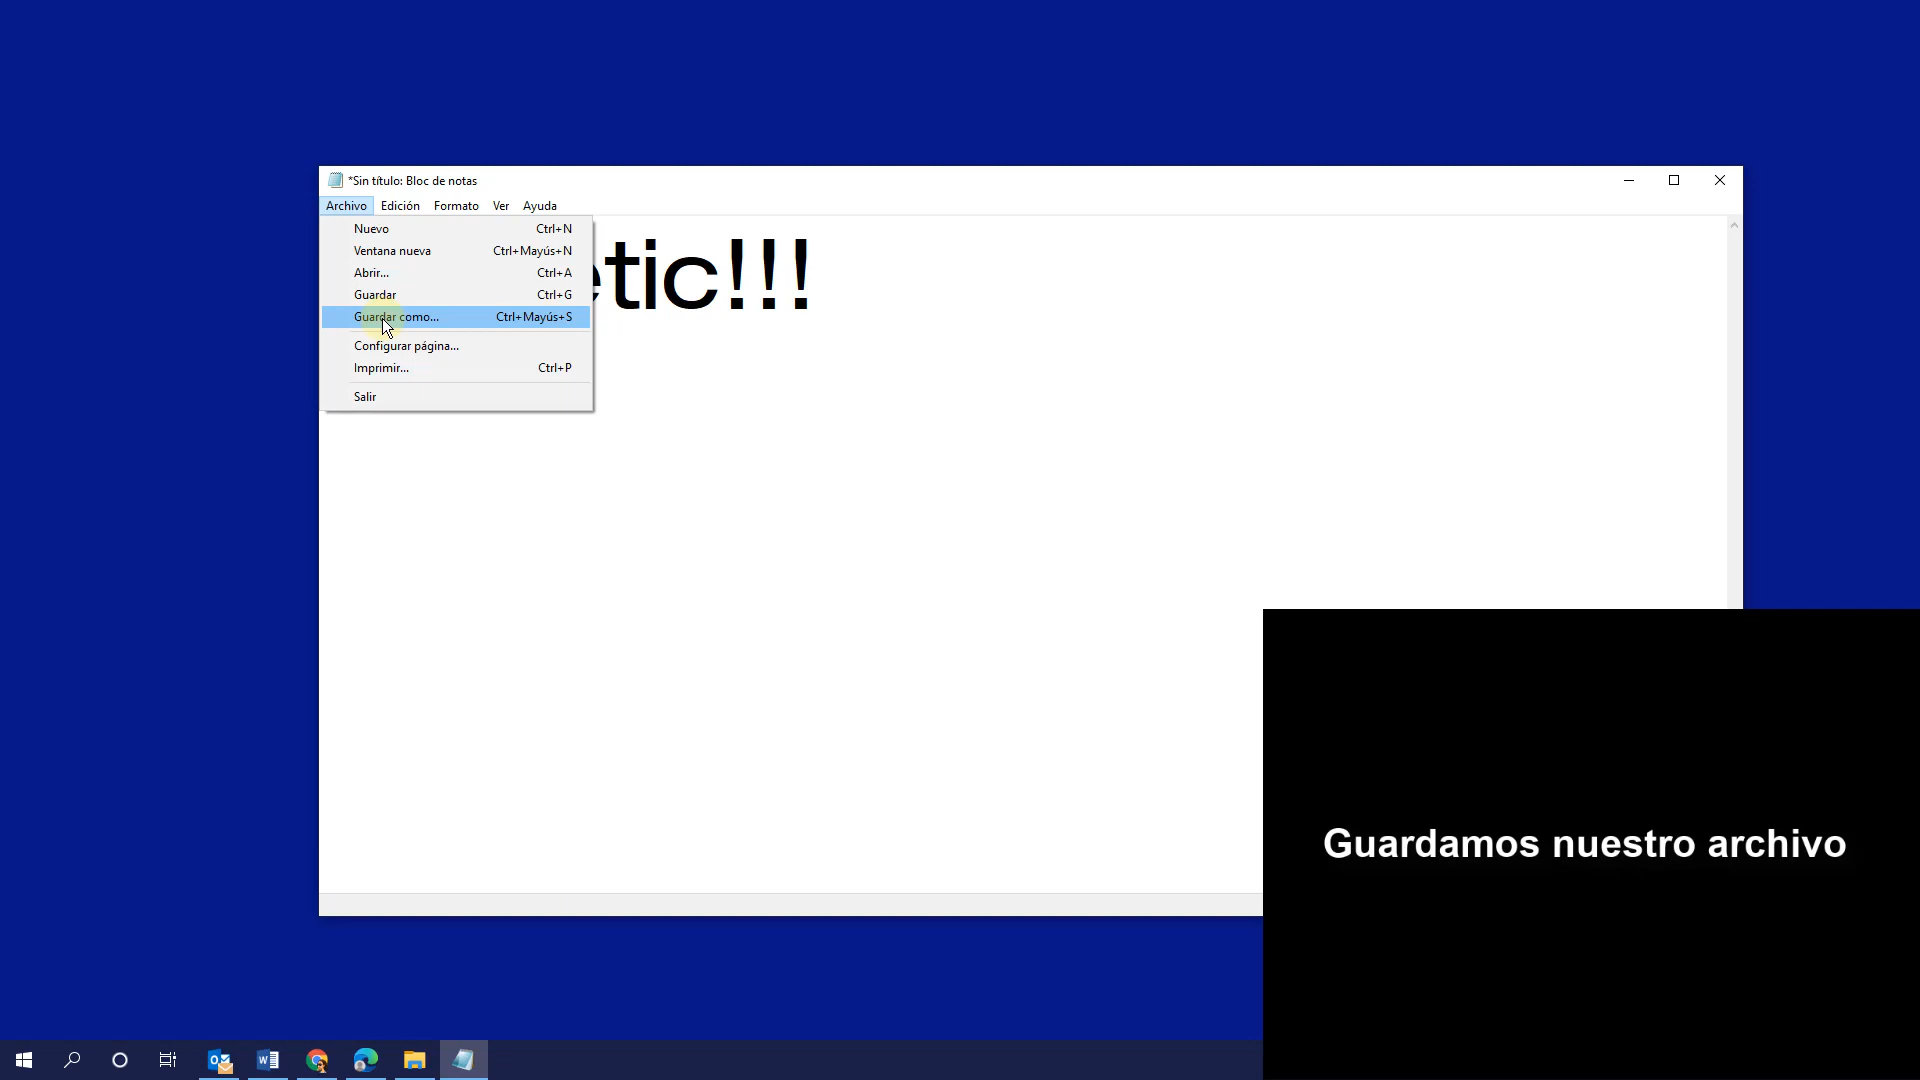 *Sin título: Bloc de notas
Archivo Edición Formato Ver Ayuda
Nuevo Ctrl+N
Ventana nueva Ctrl+Mayús+N
Abrir... Ctrl+A
Guardar Ctrl+G
Guardar como... Ctrl+Mayús+S
Configurar página...
Imprimir... Ctrl+P
Salir
etic!!!
Guardamos nuestro archivo